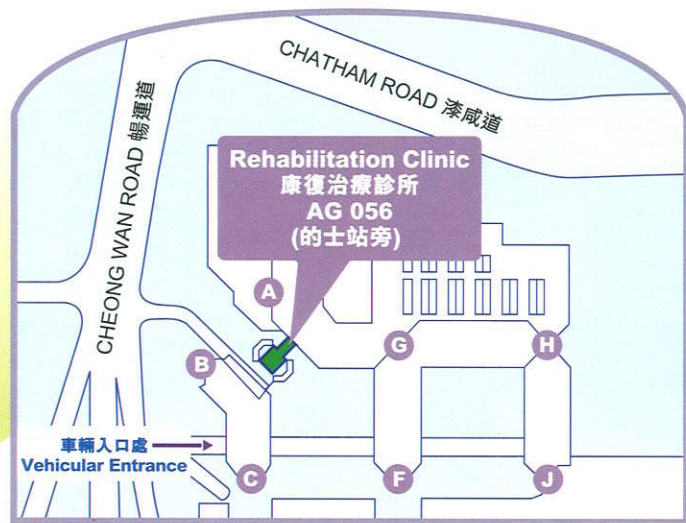 CHATHAM ROAD 漆咸道
CHEONG WAN ROAD 暢運道
Rehabilitation Clinic
康復治療診所
AG 056
(的士站旁)
A
B
G
H
車輛入口處
Vehicular Entrance
C
F
J